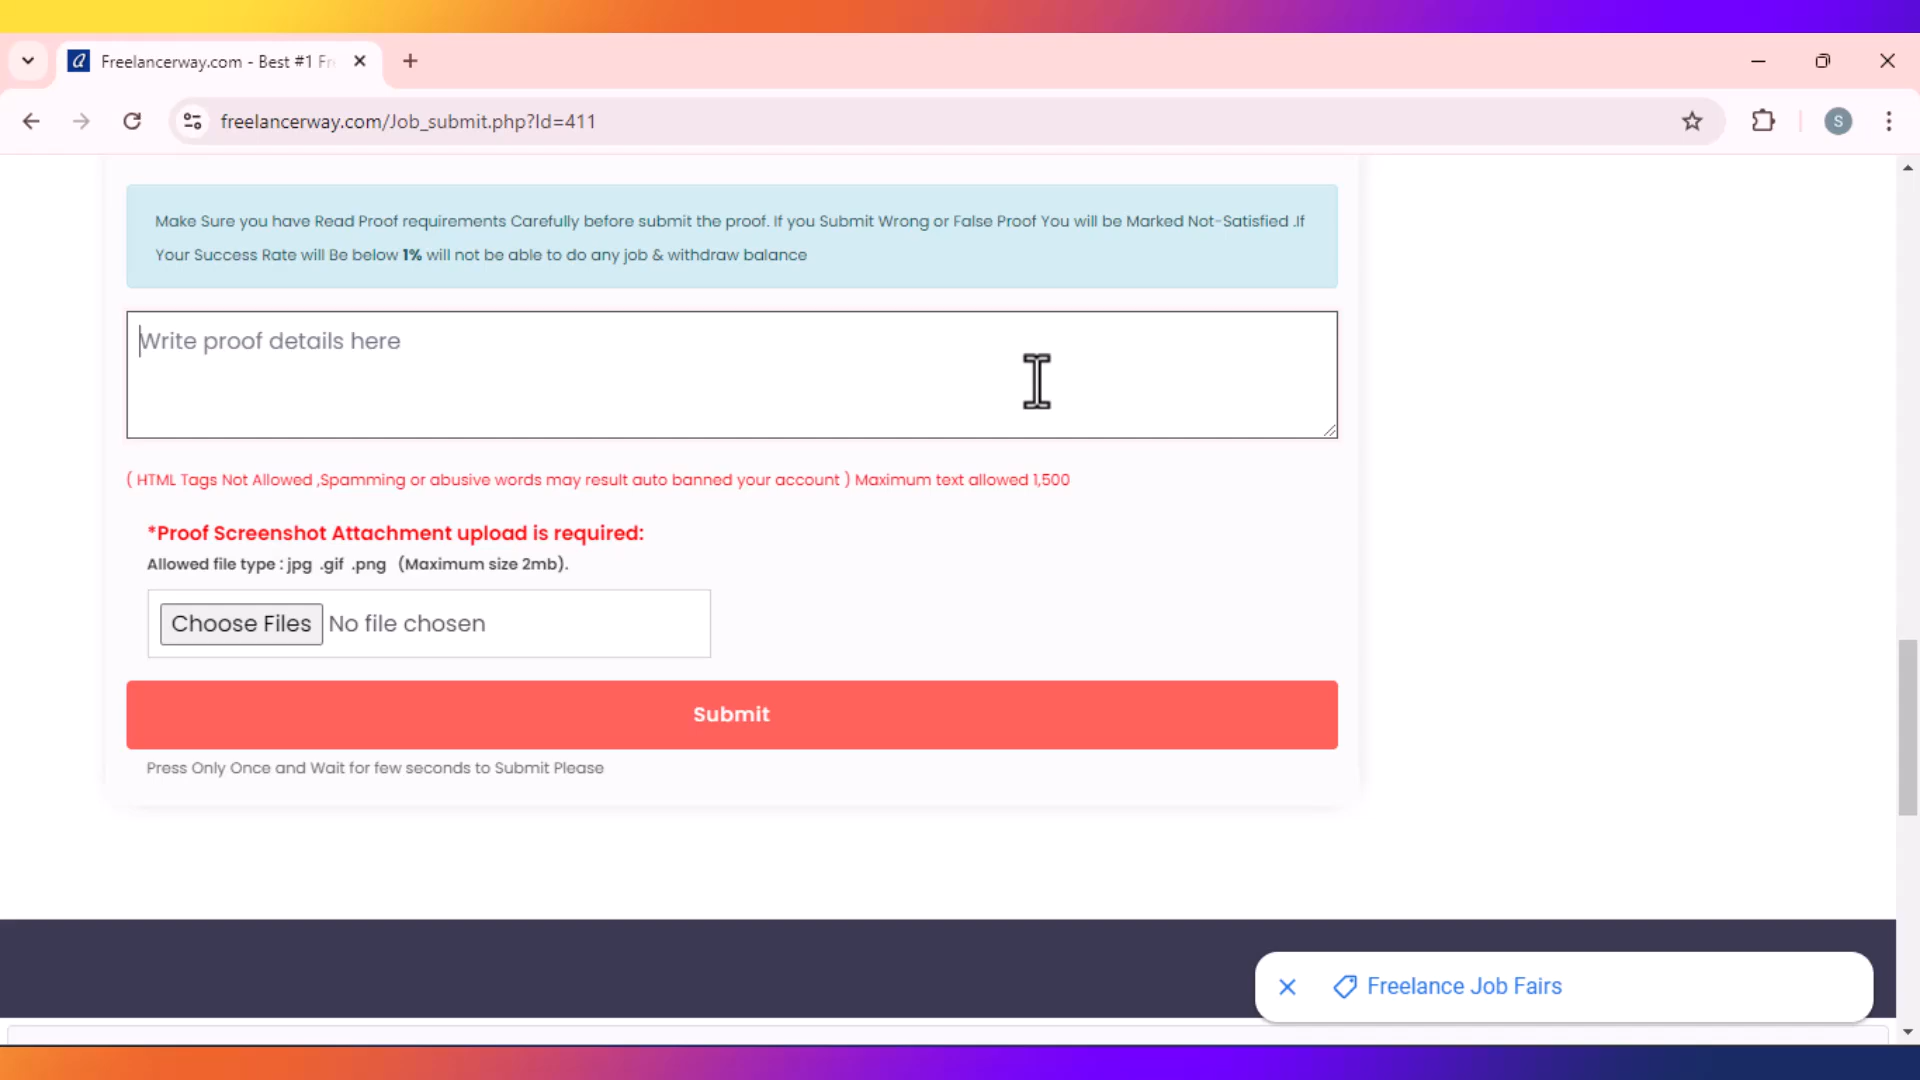 Freelancerway.com - Best #1 Fr
freelancerway.com/Job_submit.php?Id=411
S
Make Sure you have Read Proof requirements Carefully before submit the proof. If you Submit Wrong or False Proof You will be Marked Not-Satisfied .If
Your Success Rate will Be below 1% will not be able to do any job & withdraw balance
Write proof details here
( HTML Tags Not Allowed ,Spamming or abusive words may result auto banned your account ) Maximum text allowed 1,500
*Proof Screenshot Attachment upload is required:
Allowed file type : jpg .gif .png (Maximum size 2mb).
Choose Files No file chosen
Submit
Press Only Once and Wait for few seconds to Submit Please
Freelance Job Fairs